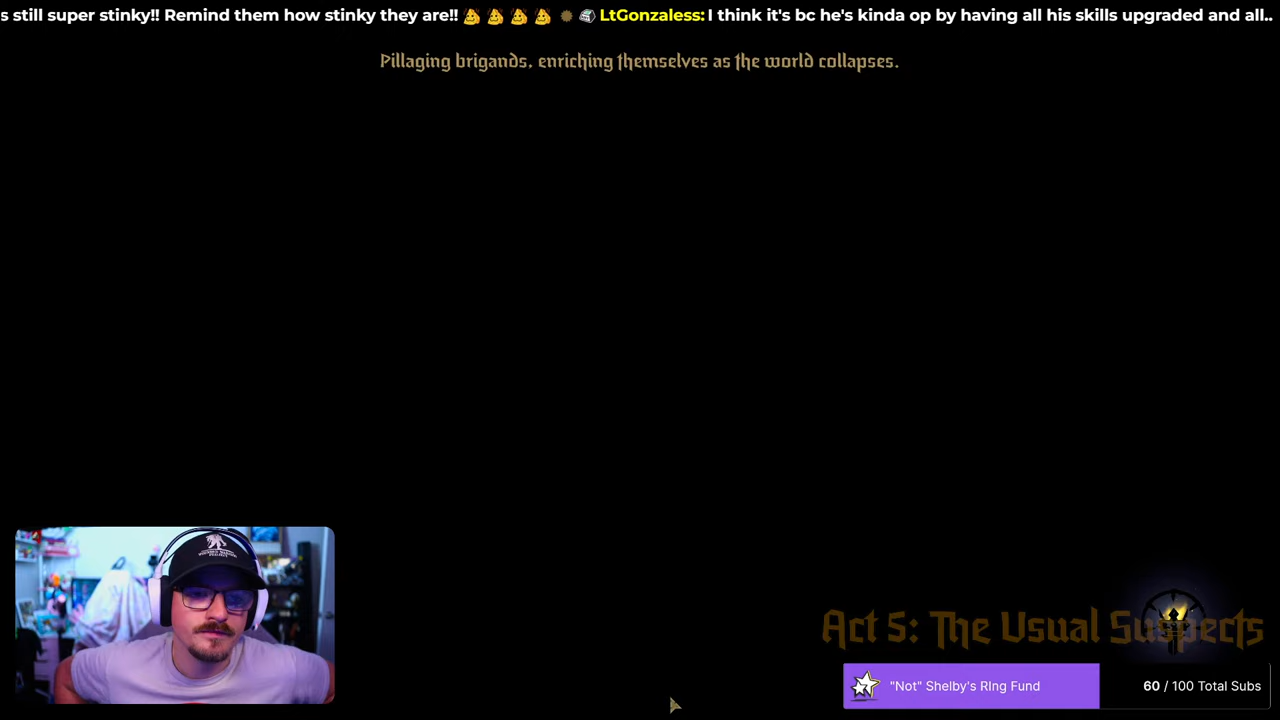 s still super stinky!! Remind them how stinky they are!! LtGonzaless: I think it's bc he's kinda op by having all his skills upgraded and all..
Pillaging brigands, enriching themselves as the world collapses.
Act 5: The Usual Suspects
"Not" Shelby's RIng Fund 60 / 100 Total Subs